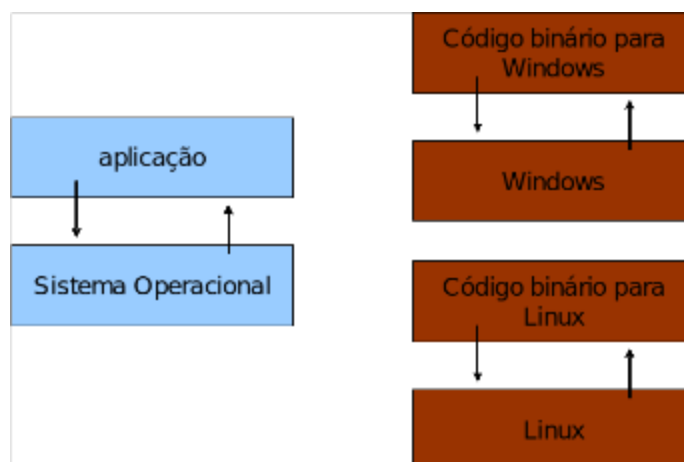 aplicação
Sistema Operacional
Código binário para
Windows
Windows
Código binário para
Linux
Linux